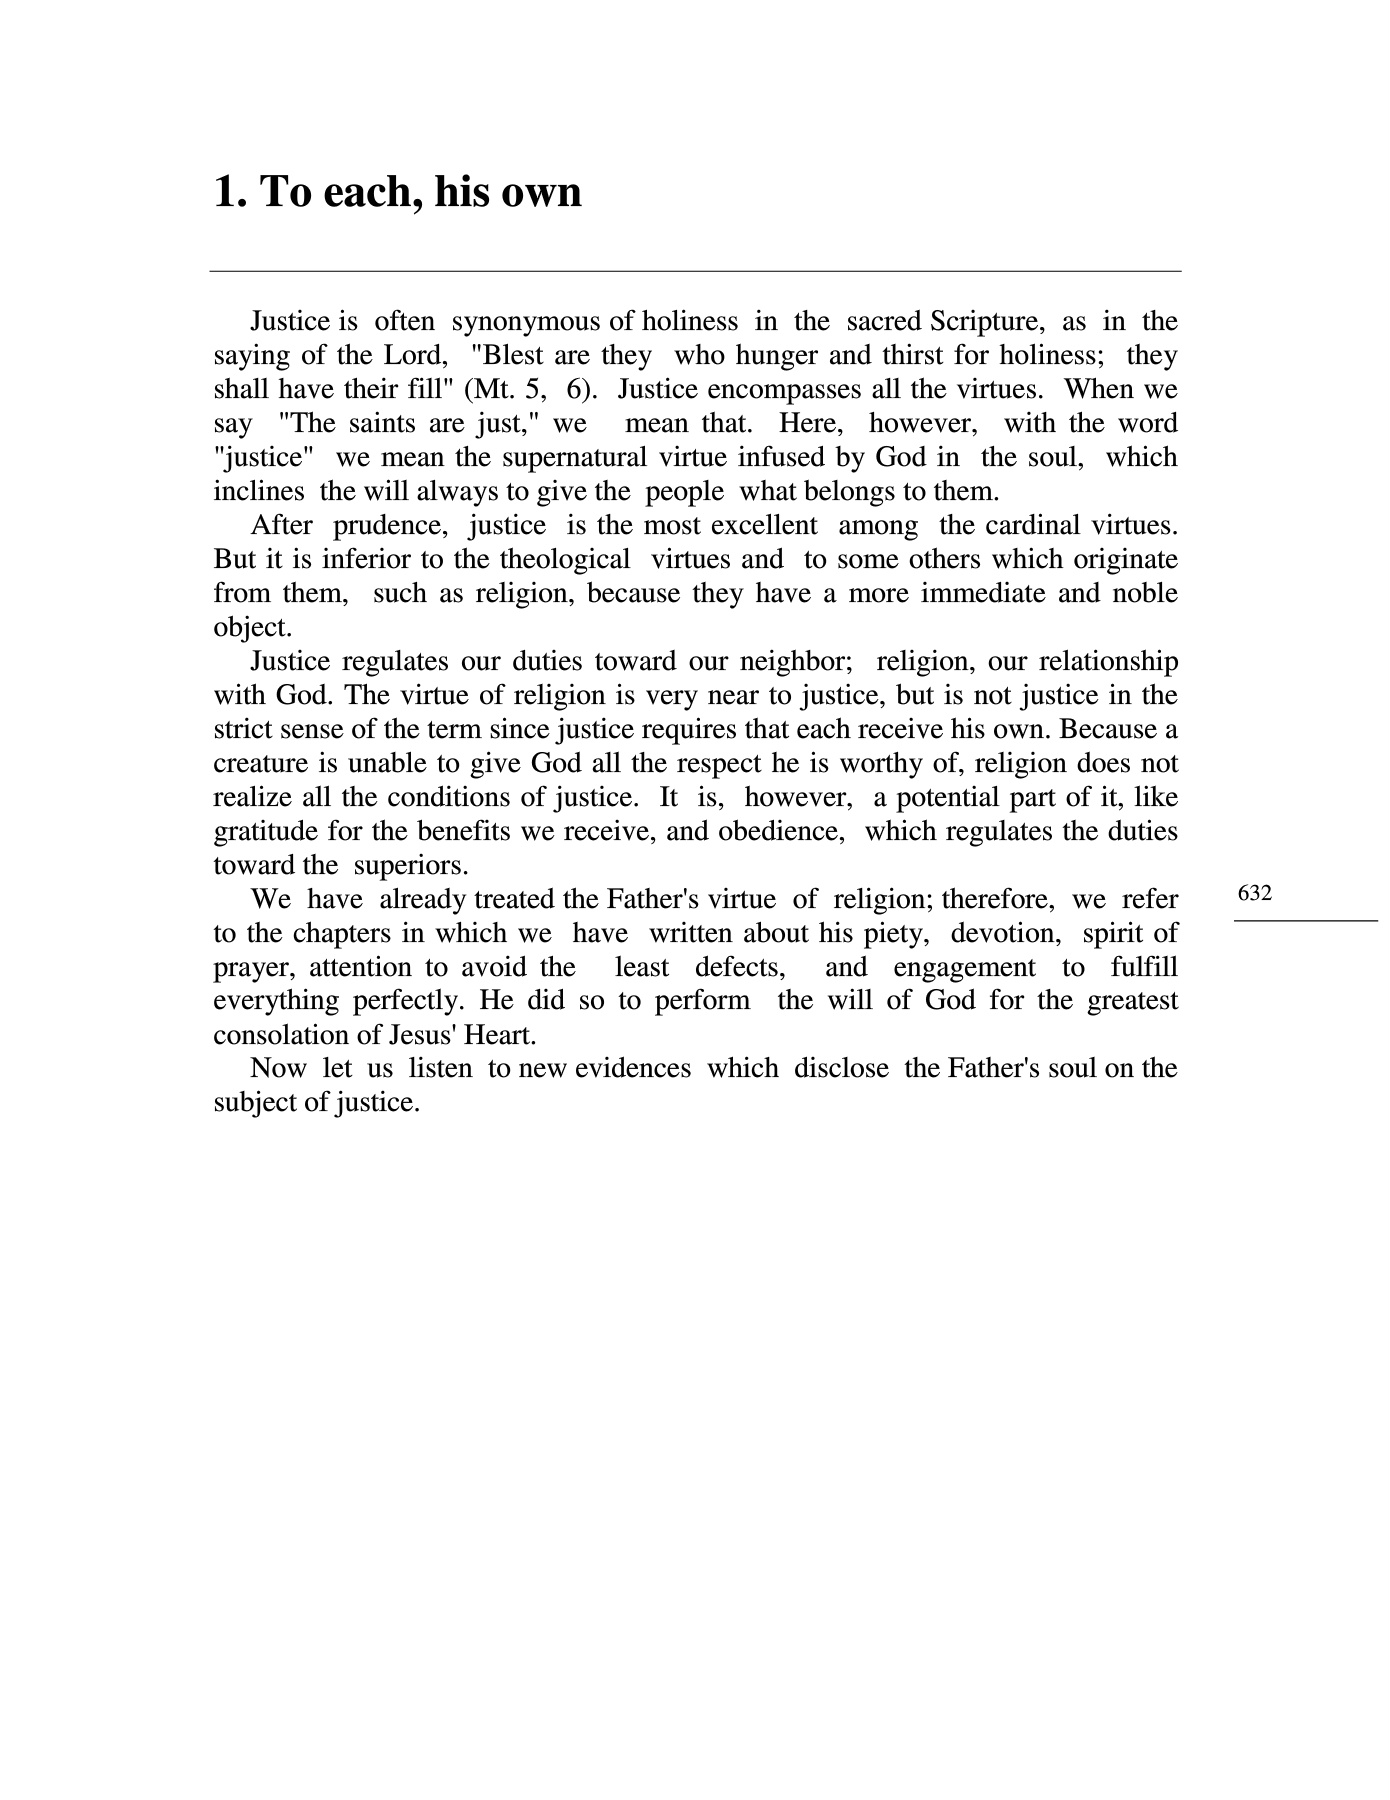 1. To each, his own
Justice is often synonymous of holiness in the sacred Scripture, as in the
saying of the Lord, "Blest are they who hunger and thirst for holiness; they
shall have their fill" (Mt. 5, 6). Justice encompasses all the virtues. When we
say "The saints are just," we mean that. Here, however, with the word
"justice" we mean the supernatural virtue infused by God in the soul, which
inclines the will always to give the people what belongs to them.
After prudence, justice is the most excellent among the cardinal virtues.
But it is inferior to the theological virtues and to some others which originate
from them, such as religion, because they have a more immediate and noble
object.
Justice regulates our duties toward our neighbor; religion, our relationship
with God. The virtue of religion is very near to justice, but is not justice in the
strict sense of the term since justice requires that each receive his own. Because a
creature is unable to give God all the respect he is worthy of, religion does not
realize all the conditions of justice. It is, however, a potential part of it, like
gratitude for the benefits we receive, and obedience, which regulates the duties
toward the superiors.
We have already treated the Father's virtue of religion; therefore, we refer
to the chapters in which we have written about his piety, devotion, spirit of
prayer, attention to avoid the least defects, and engagement to fulfill
everything perfectly. He did so to perform the will of God for the greatest
consolation of Jesus' Heart.
Now let us listen to new evidences which disclose the Father's soul on the
subject of justice.
632